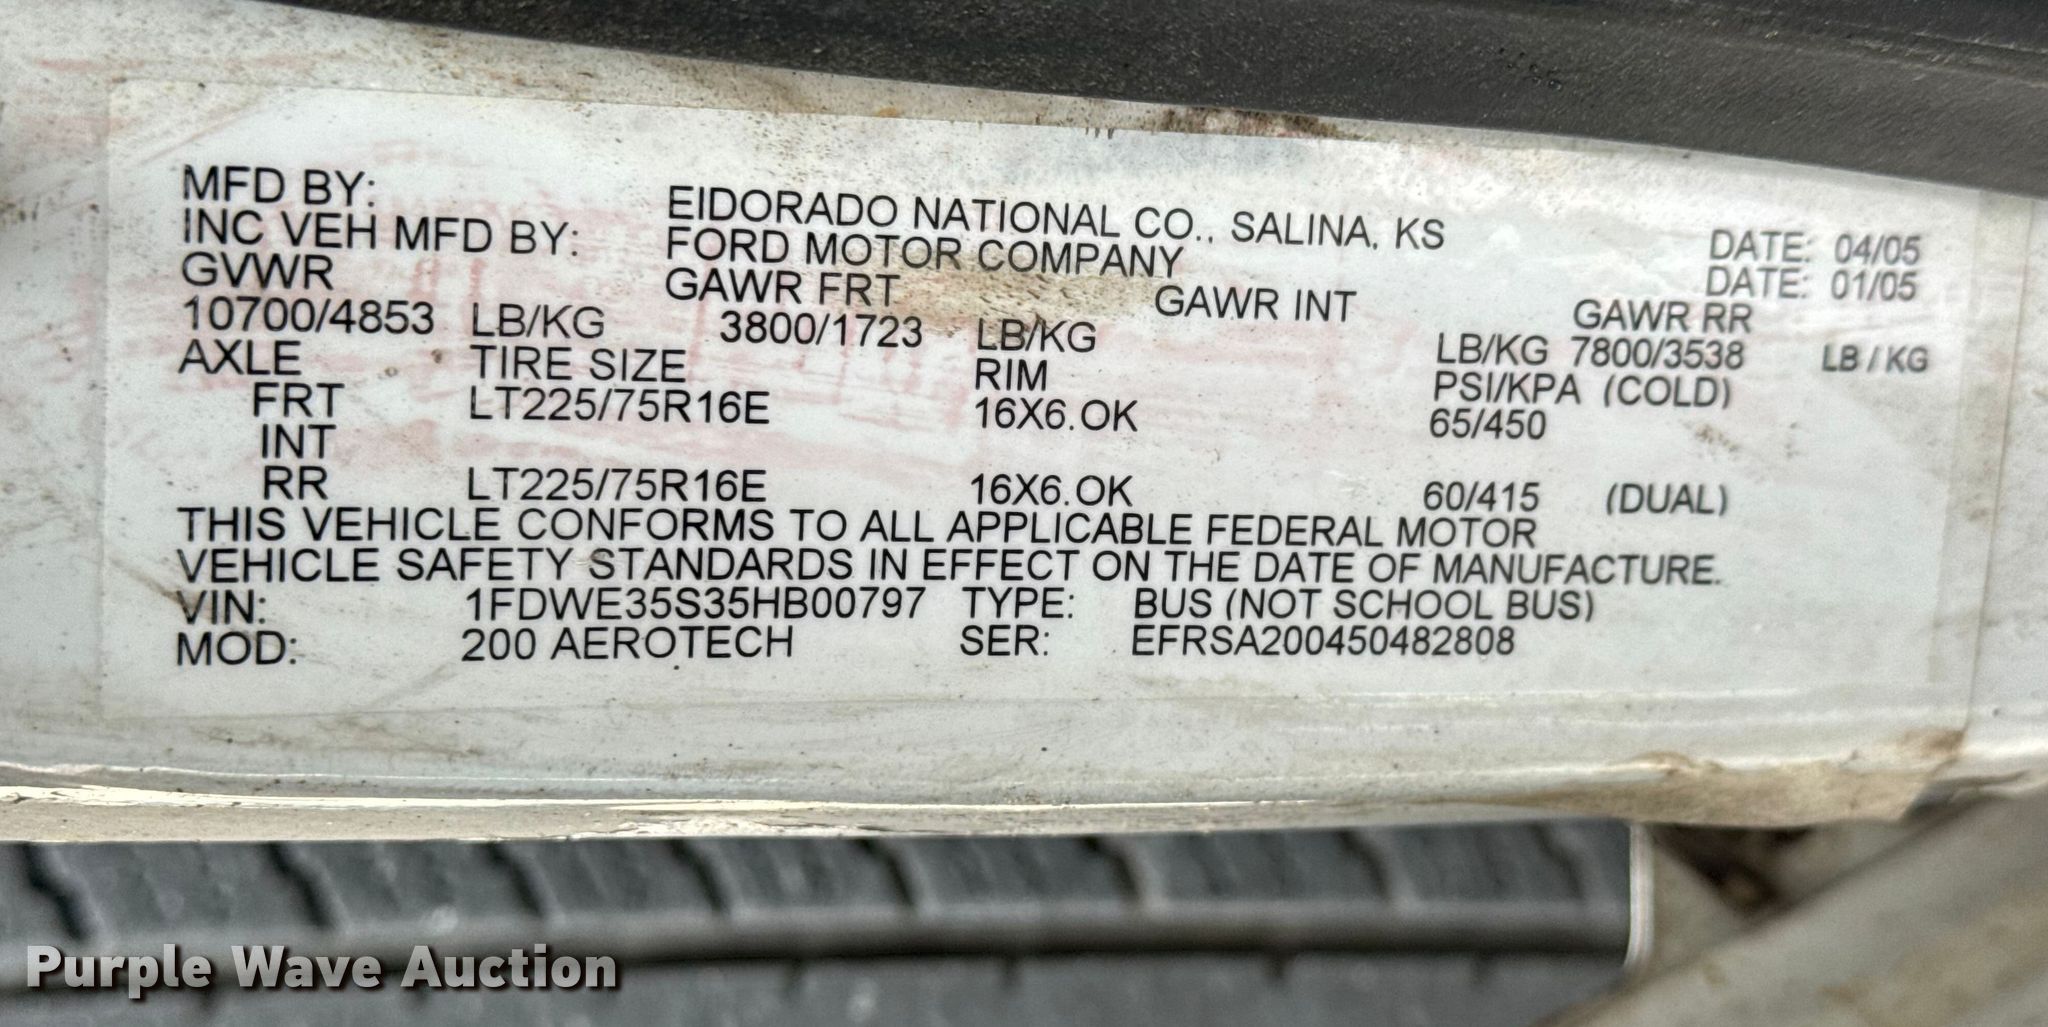 MFD BY: EIDORADO NATIONAL CO., SALINA, KS DATE: 04/05
INC VEH MFD BY: FORD MOTOR COMPANY DATE: 01/05
GVWR GAWR FRT GAWR INT GAWR RR
10700/4853 LB/KG 3800/1723 LB/KG LB/KG 7800/3538 LB / KG
AXLE TIRE SIZE RIM PSI/KPA (COLD)
FRT LT225/75R16E 16X6.OK 65/450
INT
RR LT225/75R16E 16X6.OK 60/415 (DUAL)
THIS VEHICLE CONFORMS TO ALL APPLICABLE FEDERAL MOTOR
VEHICLE SAFETY STANDARDS IN EFFECT ON THE DATE OF MANUFACTURE.
VIN: 1FDWE35S35HB00797 TYPE: BUS (NOT SCHOOL BUS)
MOD: 200 AEROTECH SER: EFRSA200450482808
Purple Wave Auction